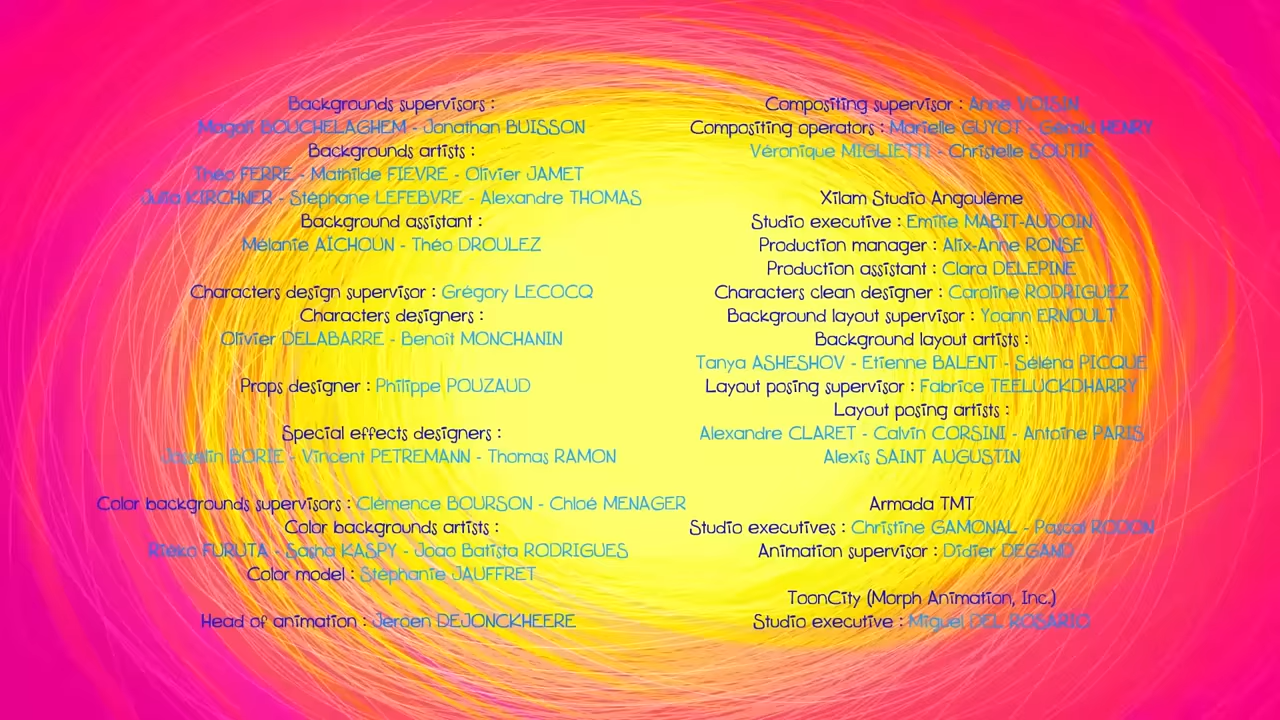 Backgrounds supervisors :
Magali BOUCHELAGHEM - Jonathan BUISSON
Backgrounds artists :
Théo FERRE - Mathilde FIEVRE - Olivier JAMET
Julia KIRCHNER - Stéphane LEFEBVRE - Alexandre THOMAS
Background assistant :
Mélanie AÏCHOUN - Théo DROULEZ
Characters design supervisor : Grégory LECOCQ
Characters designers :
Olivier DELABARRE - Benoît MONCHANIN
Props designer : Philippe POUZAUD
Special effects designers :
Josselin BORIE - Vincent PETREMANN - Thomas RAMON
Color backgrounds supervisors : Clémence BOURSON - Chloé MENAGER
Color backgrounds artists :
Rieko FURUTA - Sasha KASPY - Joao Batista RODRIGUES
Color model : Stéphanie JAUFFRET
Head of animation : Jeroen DEJONCKHEERE
Compositing supervisor : Anne VOISIN
Compositing operators : Marielle GUYOT - Gérald HENRY
Véronique MIGLIETTI - Christelle SOUTIF
Xilam Studio Angoulême
Studio executive : Emilie MABIT-AUDOIN
Production manager : Alix-Anne RONSE
Production assistant : Clara DELEPINE
Characters clean designer : Caroline RODRIGUEZ
Background layout supervisor : Yoann ERNOULT
Background layout artists :
Tanya ASHESHOV - Etienne BALENT - Séléna PICQUE
Layout posing supervisor : Fabrice TEELUCKDHARRY
Layout posing artists :
Alexandre CLARET - Calvin CORSINI - Antoine PARIS
Alexis SAINT AUGUSTIN
Armada TMT
Studio executives : Christine GAMONAL - Pascal RODON
Animation supervisor : Didier DEGAND
ToonCity (Morph Animation, Inc.)
Studio executive : Miguel DEL ROSARIO